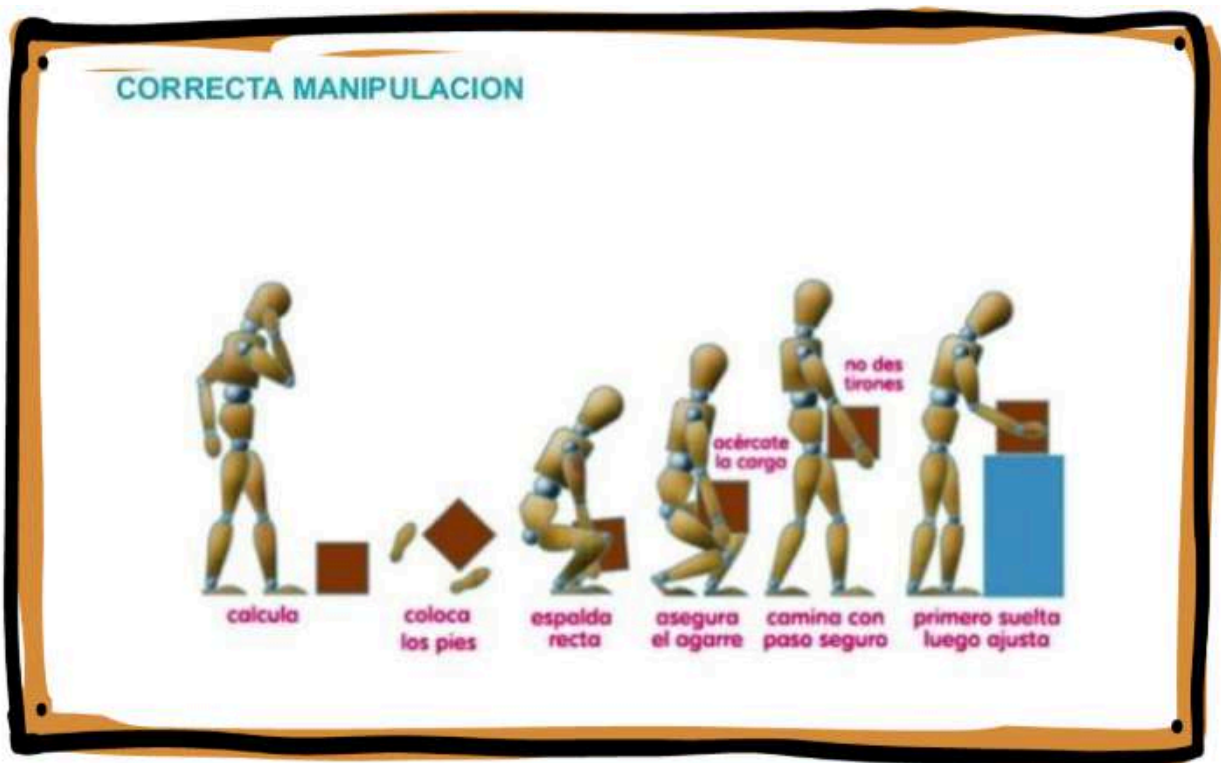 CORRECTA MANIPULACION
calcula
coloca
los pies
espalda
recta
acércate
la carga
asegura
el agarre
no des
tirones
camina con
paso seguro
primero suelta
luego ajusta